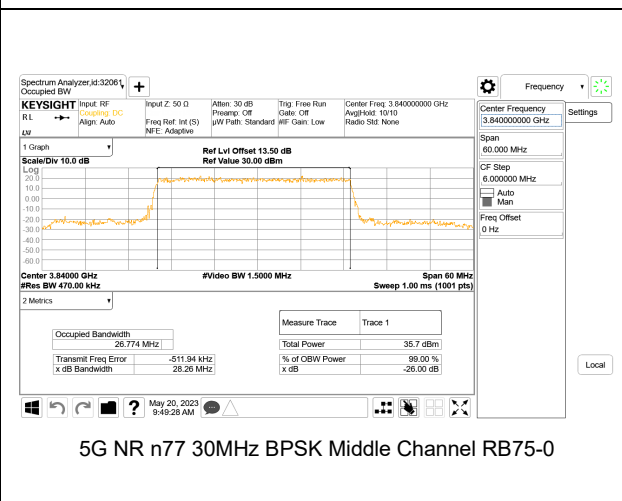 Spectrum Analyzer,id:32061
Occupied BW
Frequency
KEYSIGHT
RL
Input: RF
Coupling: DC
Align: Auto
Input Z: 50 Ω
Freq Ref: Int (S)
NFE: Adaptive
Atten: 30 dB
Preamp: Off
µW Path: Standard
Trig: Free Run
Gate: Off
#IF Gain: Low
Center Freq: 3.840000000 GHz
Avg|Hold: 10/10
Radio Std: None
Center Frequency
3.840000000 GHz
Settings
Span
60.000 MHz
CF Step
6.000000 MHz
Auto
Man
Freq Offset
0 Hz
1 Graph
Scale/Div 10.0 dB
Ref Lvl Offset 13.50 dB
Ref Value 30.00 dBm
Log
20.0
10.0
0.00
-10.0
-20.0
-30.0
-40.0
-50.0
-60.0
Center 3.84000 GHz
#Video BW 1.5000 MHz
Span 60 MHz
#Res BW 470.00 kHz
Sweep 1.00 ms (1001 pts)
2 Metrics
Measure Trace
Trace 1
Occupied Bandwidth
26.774 MHz
Total Power
35.7 dBm
Transmit Freq Error
-511.94 kHz
% of OBW Power
99.00 %
x dB Bandwidth
28.26 MHz
x dB
-26.00 dB
Local
May 20, 2023
9:49:28 AM
5G NR n77 30MHz BPSK Middle Channel RB75-0